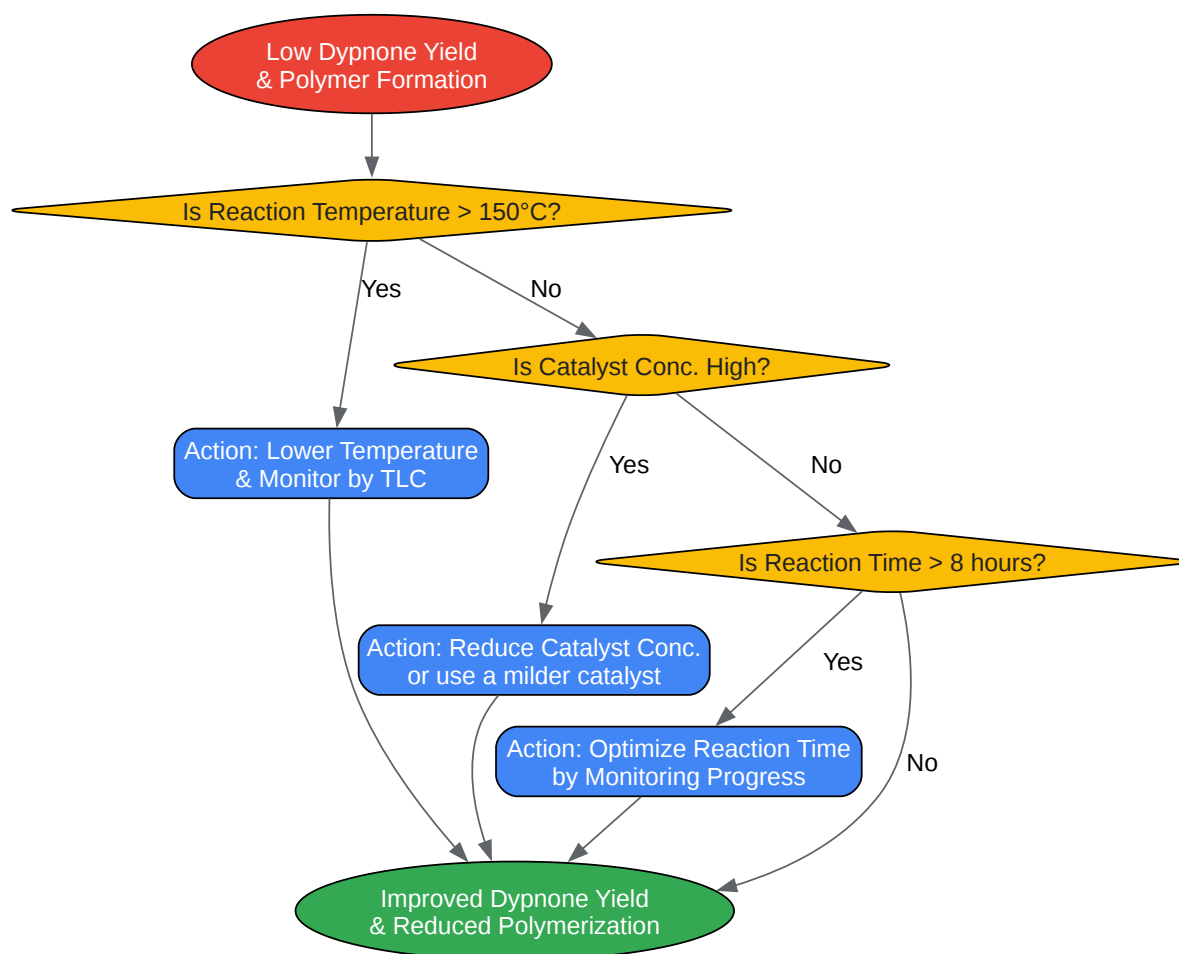 Low Dypnone Yield
& Polymer Formation
Is Reaction Temperature > 150°C?
Yes
No
Is Catalyst Conc. High?
Action: Lower Temperature
& Monitor by TLC
Yes
No
Is Reaction Time > 8 hours?
Action: Reduce Catalyst Conc.
or use a milder catalyst
Yes
Action: Optimize Reaction Time
by Monitoring Progress
No
Improved Dypnone Yield
& Reduced Polymerization